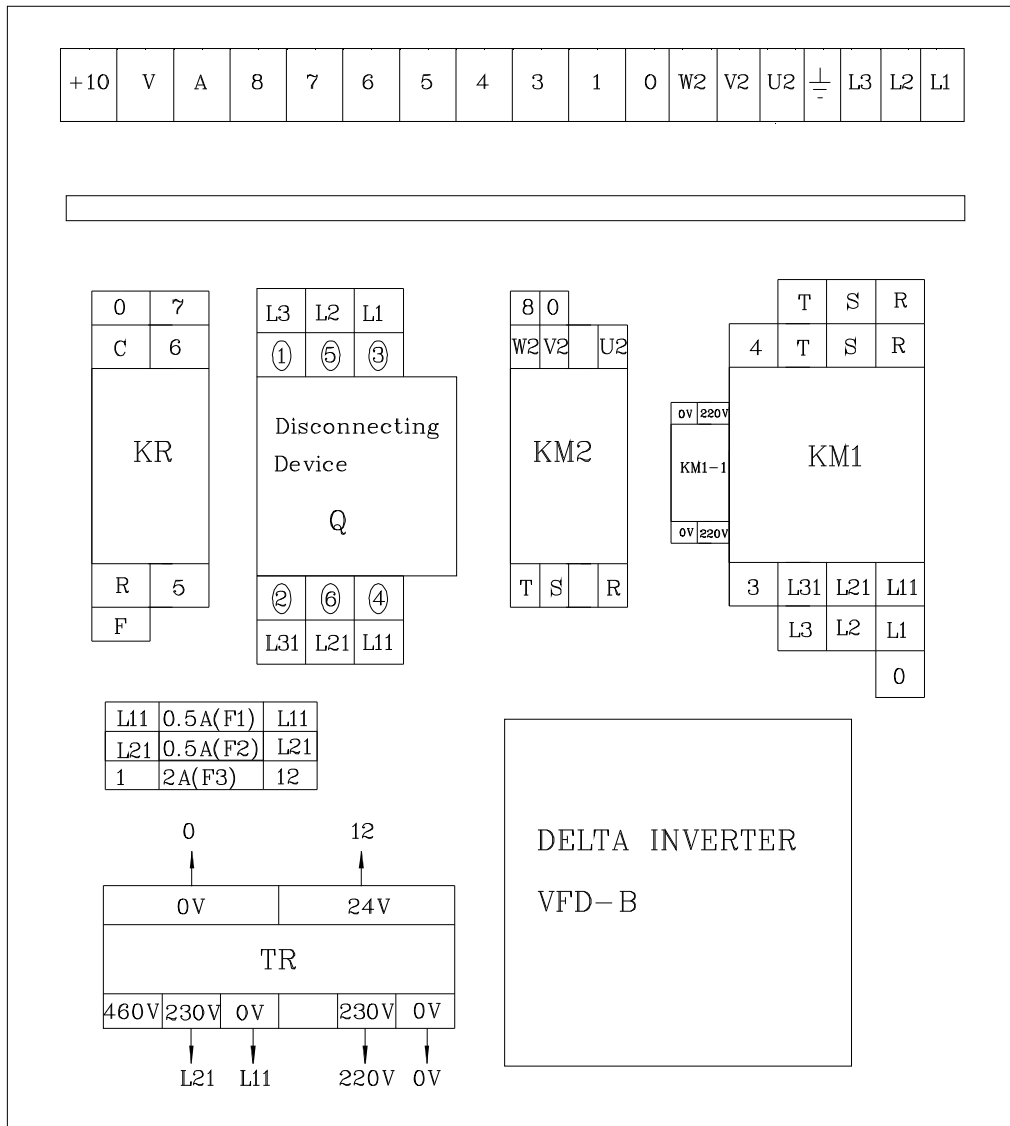 +10 V A 8 7 6 5 4 3 1 0 W2 V2 U2 L3 L2 L1
0 7
C 6
KR
R 5
F
L3 L2 L1
1 5 3
Disconnecting
Device
Q
2 6 4
L31 L21 L11
8 0
W2 V2 U2
KM2
T S R
0V 220V
KM1-1
0V 220V
T S R
4 T S R
KM1
3 L31 L21 L11
L3 L2 L1
0
L11 0.5A(F1) L11
L21 0.5A(F2) L21
1 2A(F3) 12
0 12
0V 24V
TR
460V 230V 0V 230V 0V
L21 L11 220V 0V
DELTA INVERTER
VFD-B